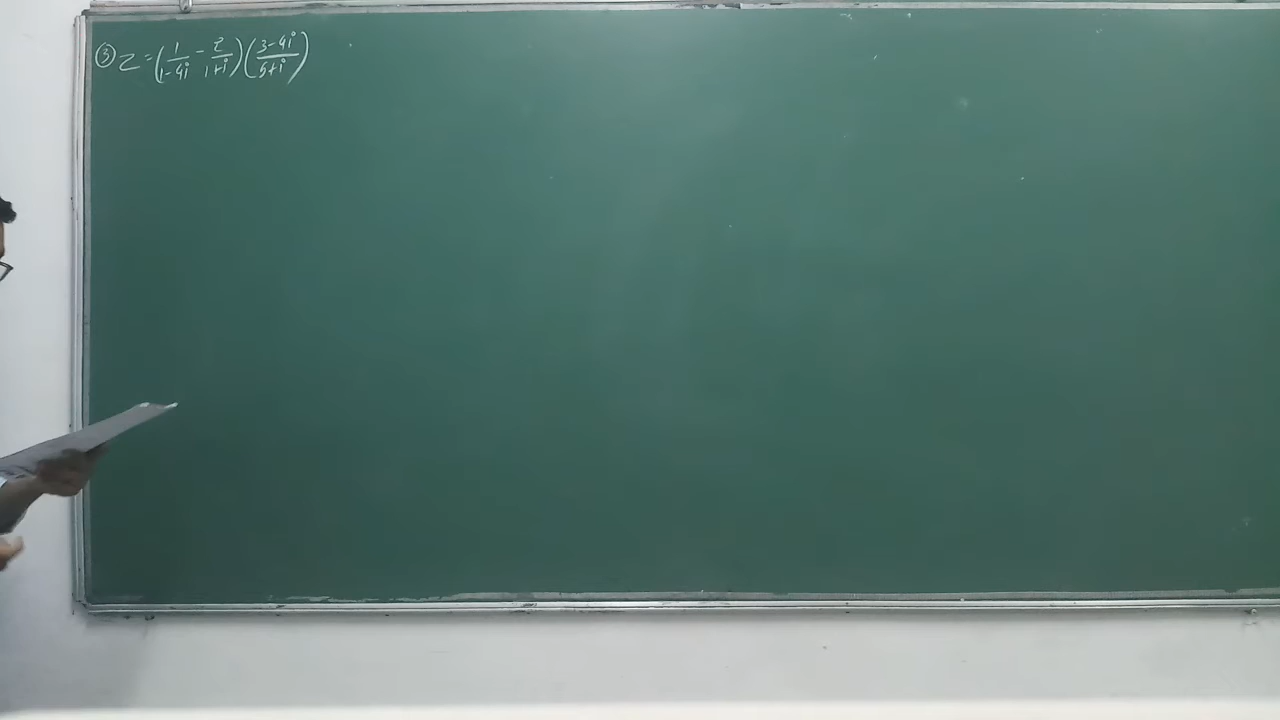 ③ z = (1/1-4i - 2/1+i)(3-4i/5+i)